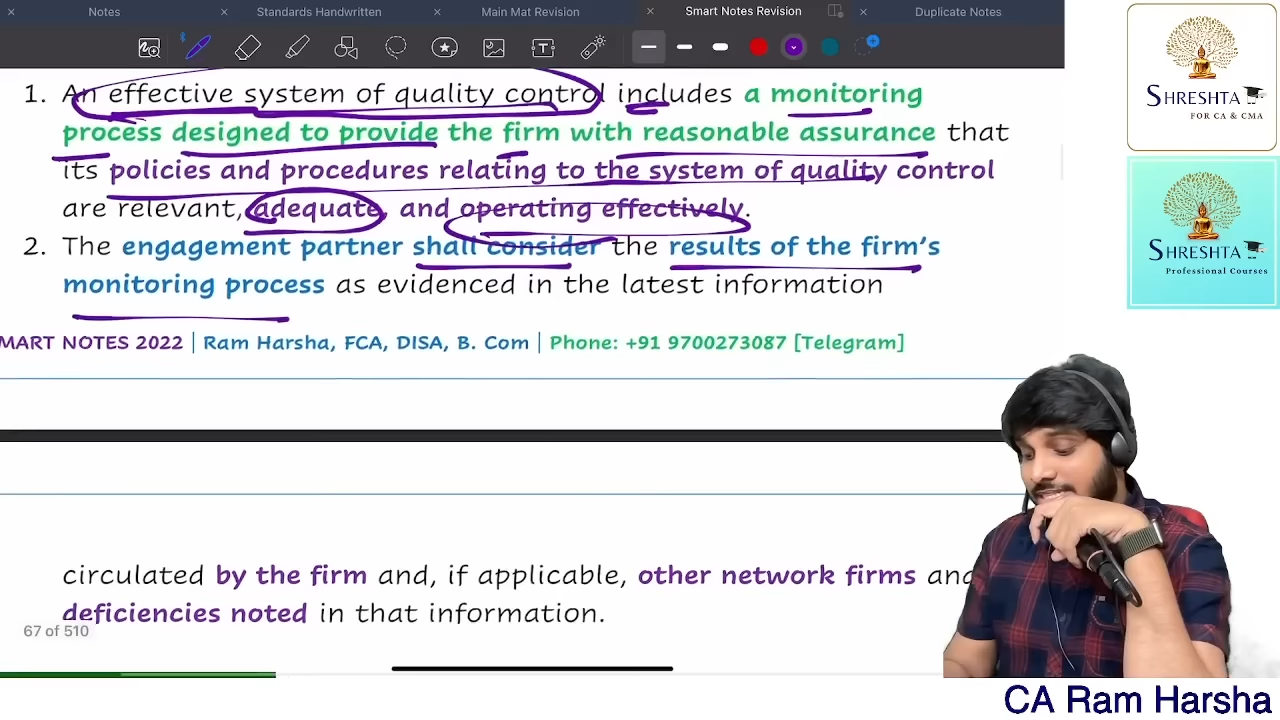 Notes
Standards Handwritten
Main Mat Revision
Smart Notes Revision
Duplicate Notes
SHRESHTA
FOR CA & CMA
1. An effective system of quality control includes a monitoring
process designed to provide the firm with reasonable assurance that
its policies and procedures relating to the system of quality control
are relevant, adequate, and operating effectively.
2. The engagement partner shall consider the results of the firm's
monitoring process as evidenced in the latest information
SHRESHTA
Professional Courses
MART NOTES 2022 | Ram Harsha, FCA, DISA, B. Com | Phone: +91 9700273087 [Telegram]
circulated by the firm and, if applicable, other network firms and
deficiencies noted in that information.
67 of 510
CA Ram Harsha